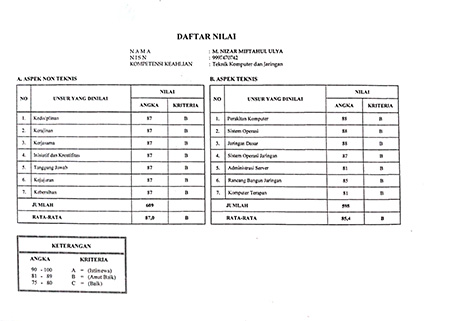 DAFTAR NILAI
N A M A : M. NIZAR MIFTAHUL ULYA
N I S N : 9997470742
KOMPETENSI KEAHLIAN : Teknik Komputer dan Jaringan
A. ASPEK NON TEKNIS
NO UNSUR YANG DINILAI NILAI
ANGKA KRITERIA
1. Kedisiplinan 87 B
2. Kerajinan 87 B
3. Kerjasama 87 B
4. Inisiatif dan Kreatifitas 87 B
5. Tanggung Jawab 87 B
6. Kejujuran 87 B
7. Kebersihan 87 B
JUMLAH 609
RATA-RATA 87,0 B
B. ASPEK TEKNIS
NO UNSUR YANG DINILAI NILAI
ANGKA KRITERIA
1. Perakitan Komputer 88 B
2. Sistem Operasi 88 B
3. Jaringan Dasar 88 B
4. Sistem Operasi Jaringan 87 B
5. Administrasi Server 81 B
6. Rancang Bangun Jaringan 85 B
7. Komputer Terapan 81 B
JUMLAH 598
RATA-RATA 85,4 B
KETERANGAN
ANGKA KRITERIA
90 - 100 A = (Istimewa)
81 - 89 B = (Amat Baik)
75 - 80 C = (Baik)